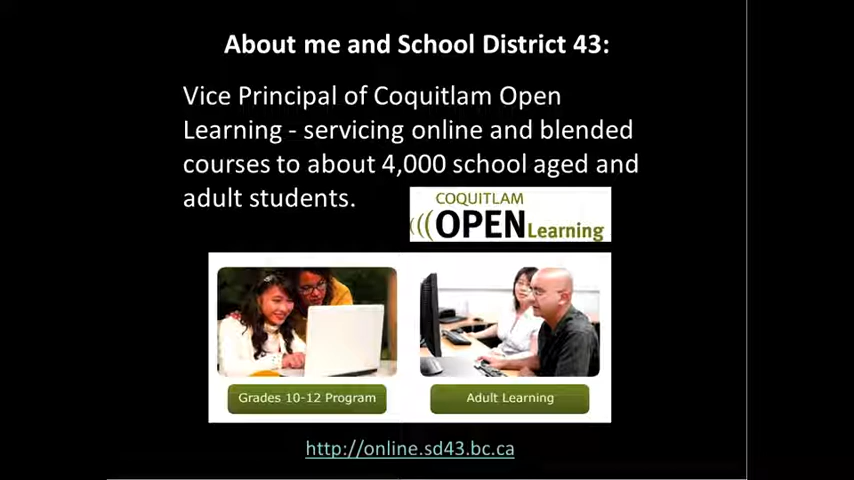 About me and School District 43:
Vice Principal of Coquitlam Open
Learning - servicing online and blended
courses to about 4,000 school aged and
adult students.
COQUITLAM
(((OPEN Learning
Grades 10-12 Program
Adult Learning
http://online.sd43.bc.ca